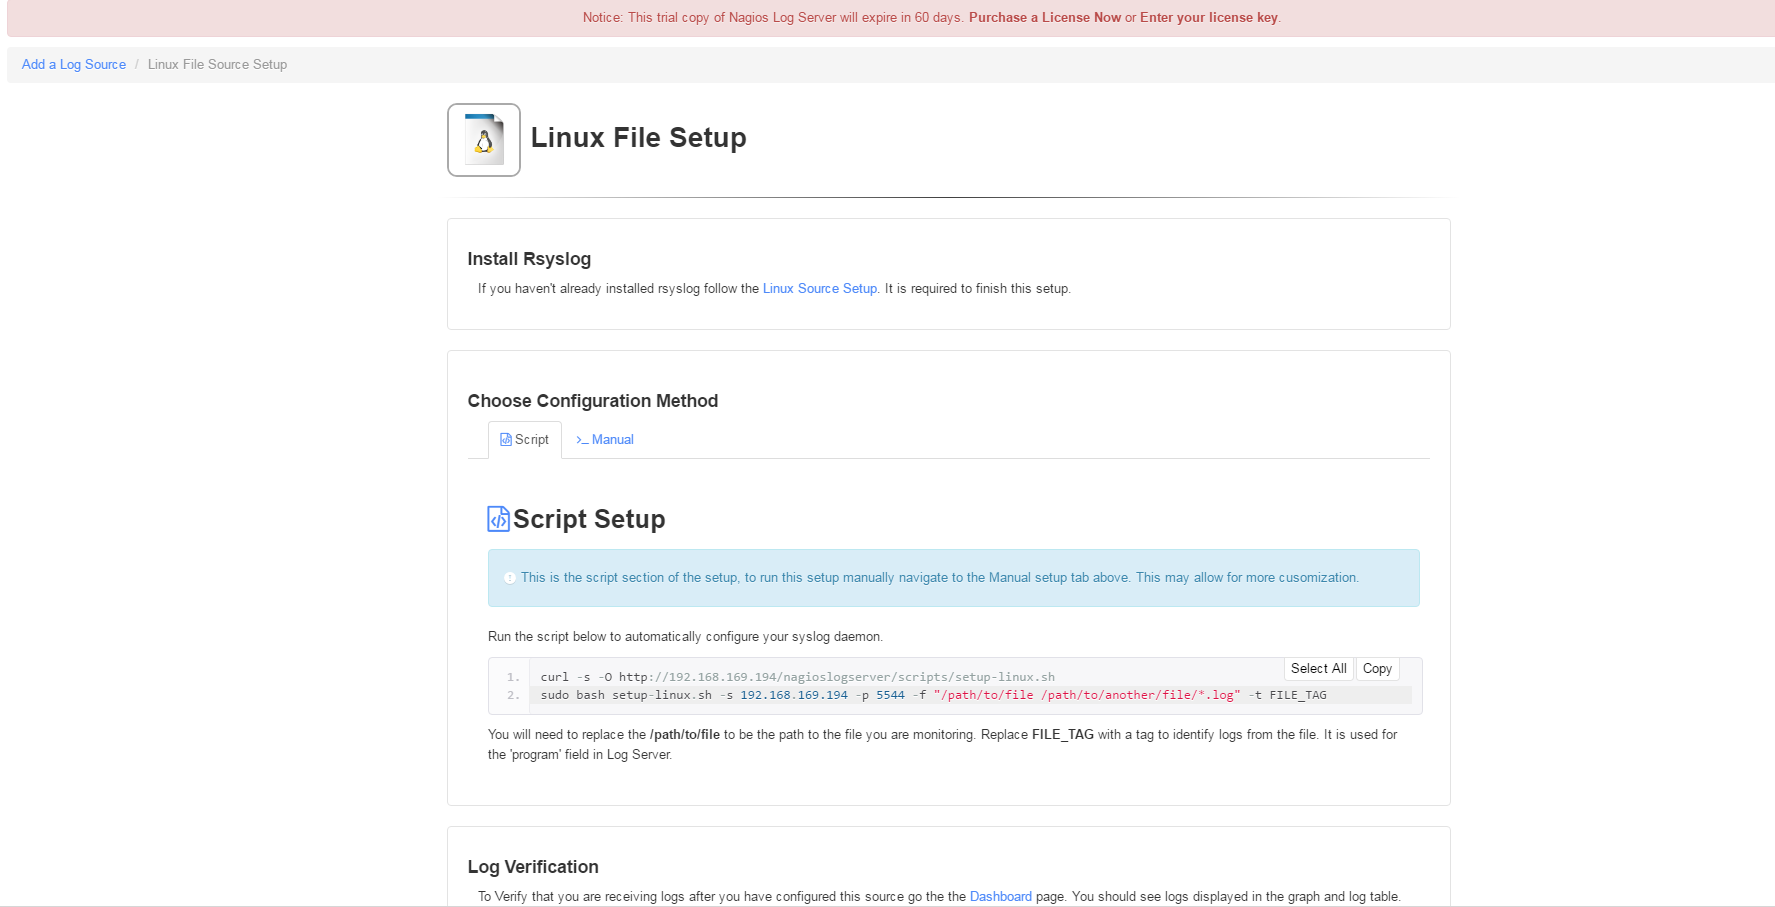 Notice: This trial copy of Nagios Log Server will expire in 60 days. Purchase a License Now or Enter your license key.
Add a Log Source / Linux File Source Setup
Linux File Setup
Install Rsyslog
If you haven't already installed rsyslog follow the Linux Source Setup. It is required to finish this setup.
Choose Configuration Method
Script >_ Manual
Script Setup
This is the script section of the setup, to run this setup manually navigate to the Manual setup tab above. This may allow for more cusomization.
Run the script below to automatically configure your syslog daemon.
Select All Copy
1. curl -s -O http://192.168.169.194/nagioslogserver/scripts/setup-linux.sh
2. sudo bash setup-linux.sh -s 192.168.169.194 -p 5544 -f "/path/to/file /path/to/another/file/*.log" -t FILE_TAG
You will need to replace the /path/to/file to be the path to the file you are monitoring. Replace FILE_TAG with a tag to identify logs from the file. It is used for
the 'program' field in Log Server.
Log Verification
To Verify that you are receiving logs after you have configured this source go the the Dashboard page. You should see logs displayed in the graph and log table.